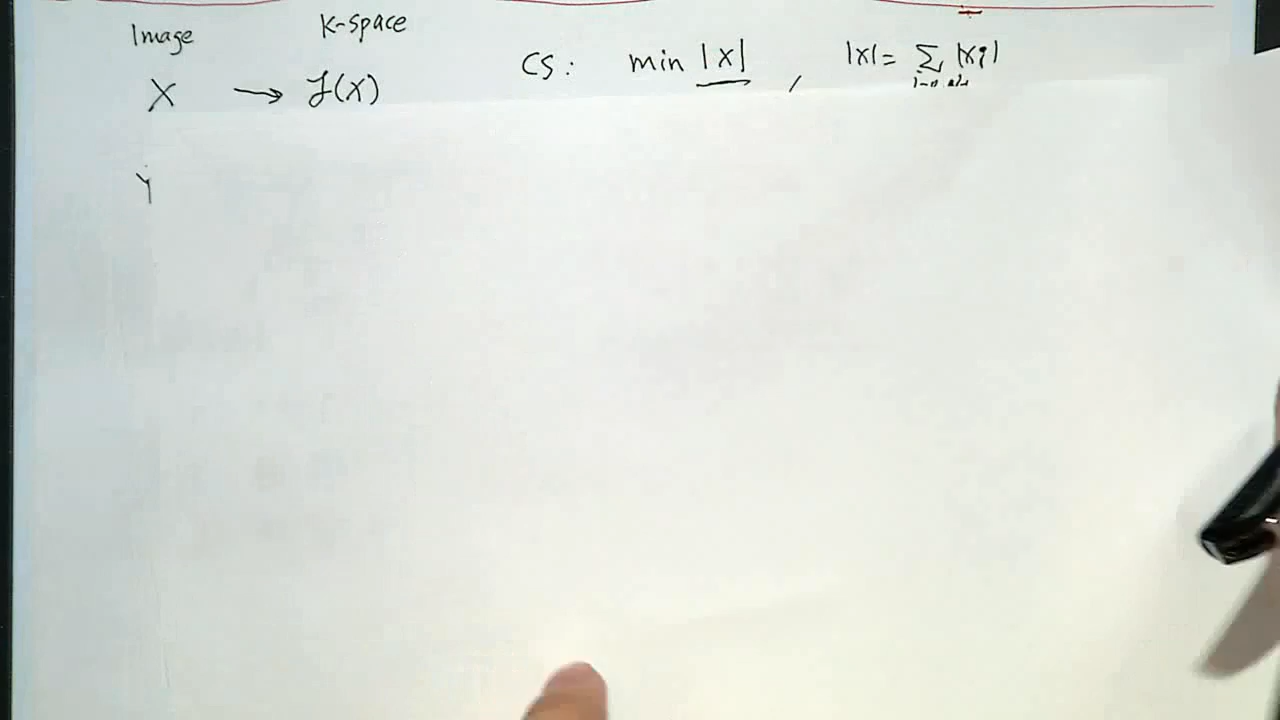 Image K-space
X → F(X) CS: min |X| , |X| = Σ |Xi|
Y